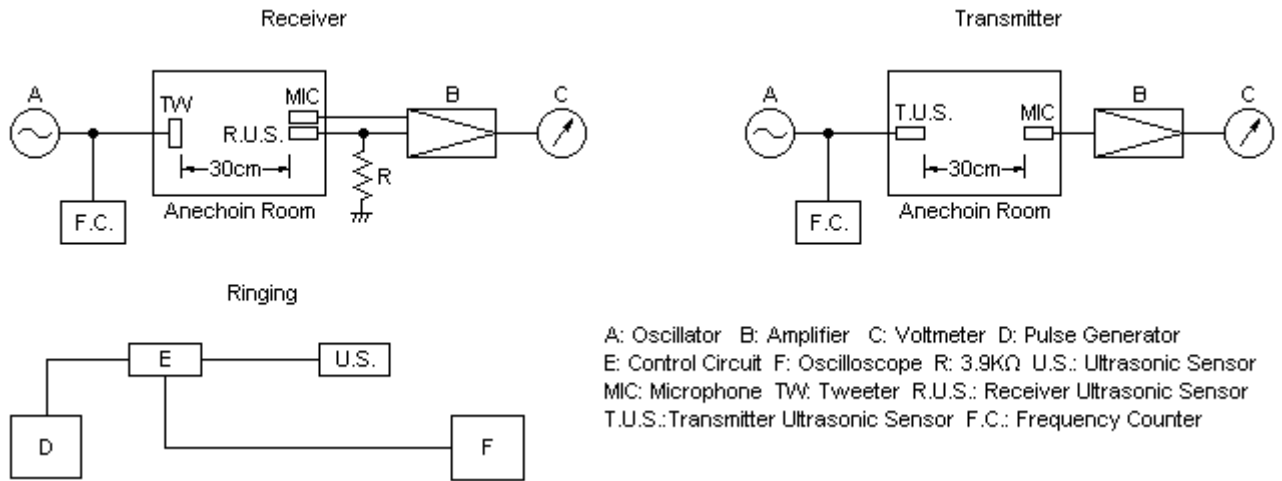 Receiver
A
TW
MIC
R.U.S.
30cm
B
C
R
F.C.
Anechoin Room
Transmitter
A
T.U.S.
MIC
30cm
B
C
F.C.
Anechoin Room
Ringing
E
U.S.
D
F
A: Oscillator B: Amplifier C: Voltmeter D: Pulse Generator
E: Control Circuit F: Oscilloscope R: 3.9KΩ U.S.: Ultrasonic Sensor
MIC: Microphone TW: Tweeter R.U.S.: Receiver Ultrasonic Sensor
T.U.S.:Transmitter Ultrasonic Sensor F.C.: Frequency Counter